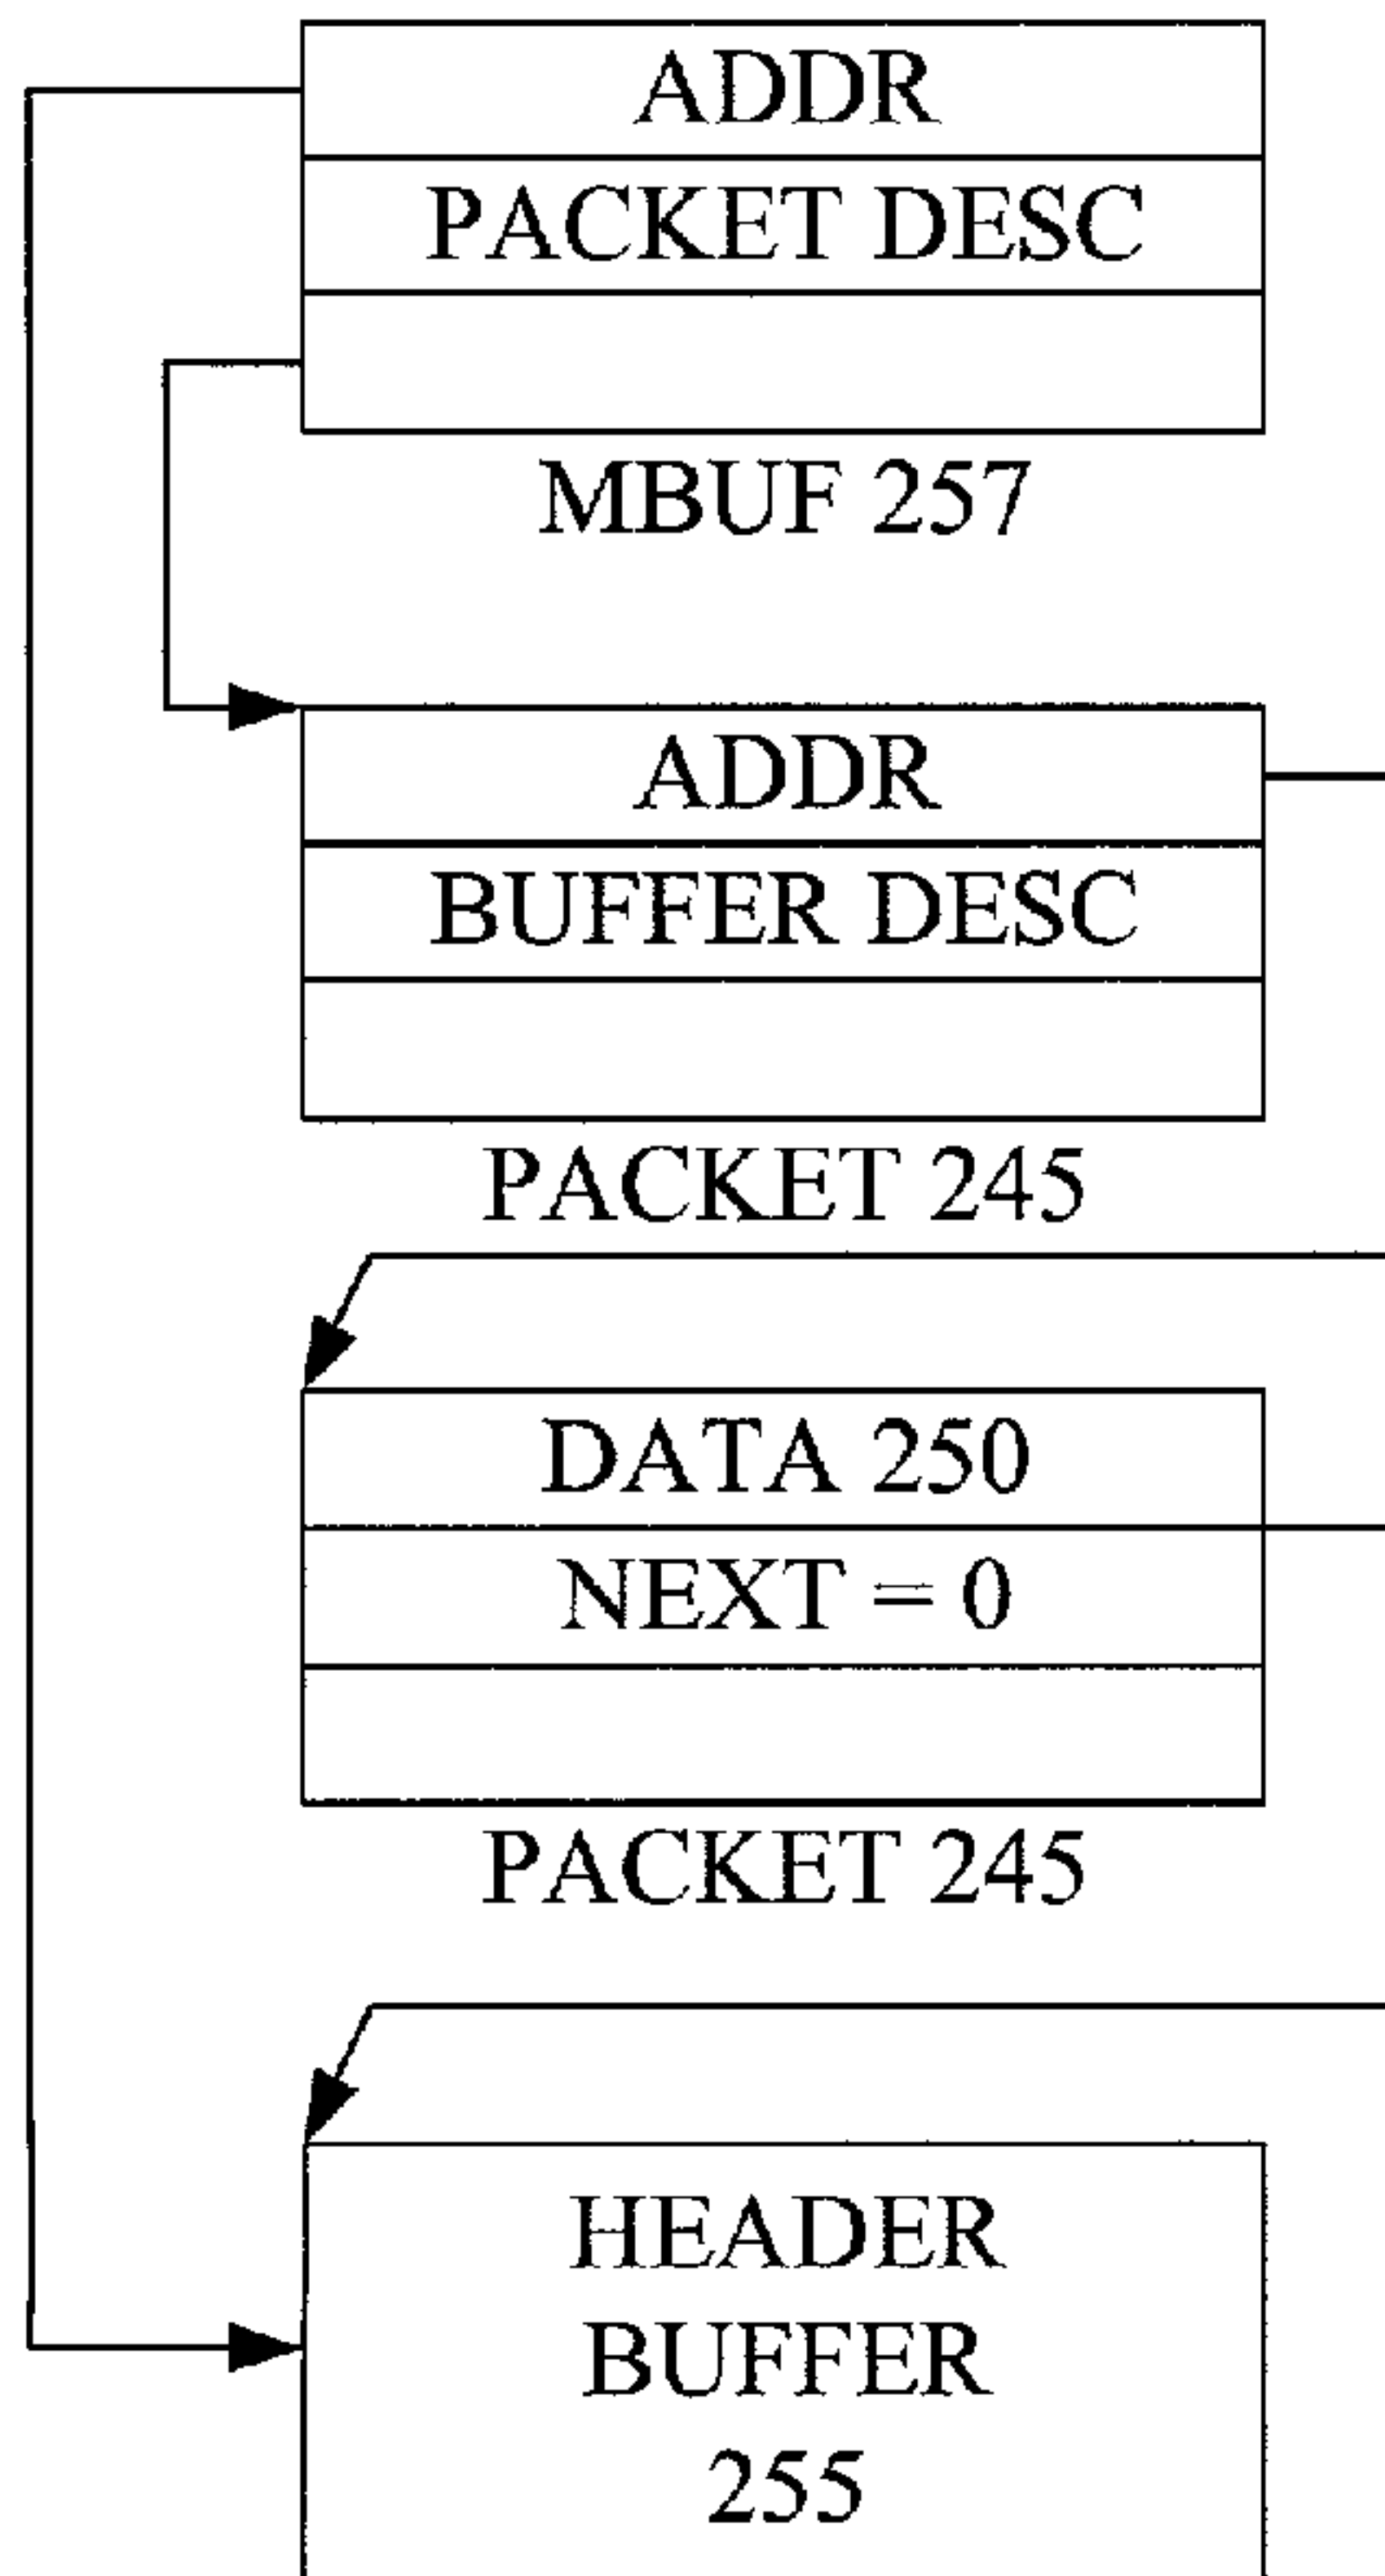 ADDR
PACKET DESC
MBUF 257
ADDR
BUFFER DESC
PACKET 245
DATA 250
NEXT = 0
PACKET 245
HEADER
BUFFER
255